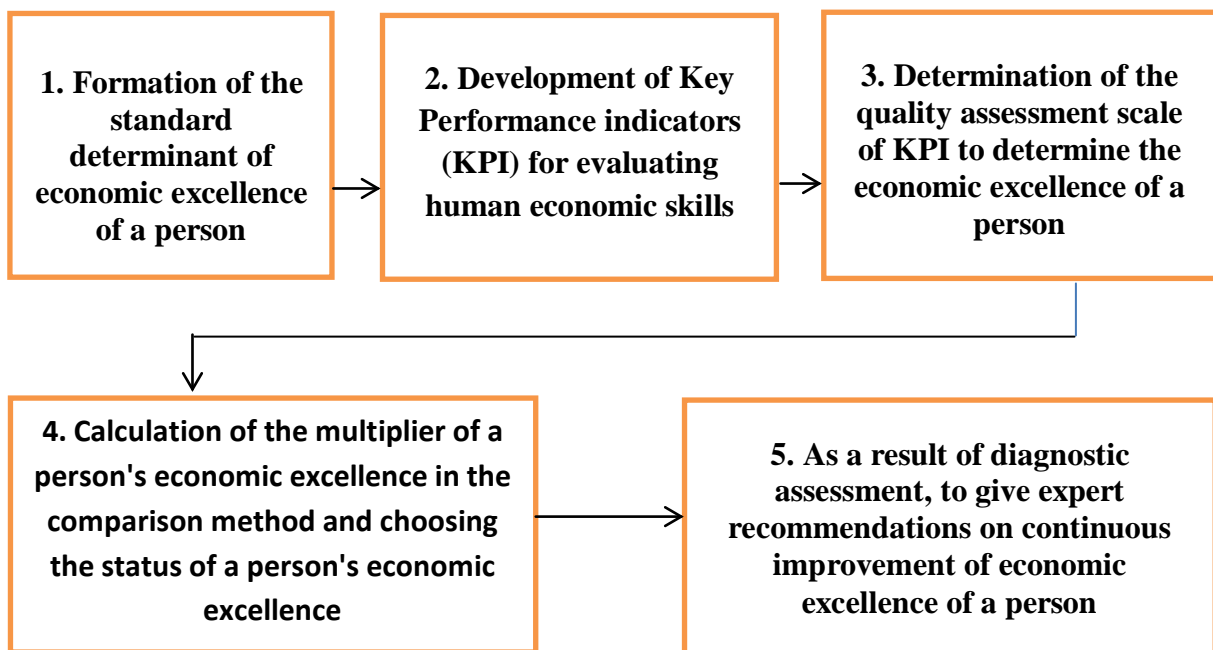 1. Formation of the
standard
determinant of
economic excellence
of a person
2. Development of Key
Performance indicators
(KPI) for evaluating
human economic skills
3. Determination of the
quality assessment scale
of KPI to determine the
economic excellence of a
person
4. Calculation of the multiplier of a
person's economic excellence in the
comparison method and choosing
the status of a person's economic
excellence
5. As a result of diagnostic
assessment, to give expert
recommendations on continuous
improvement of economic
excellence of a person